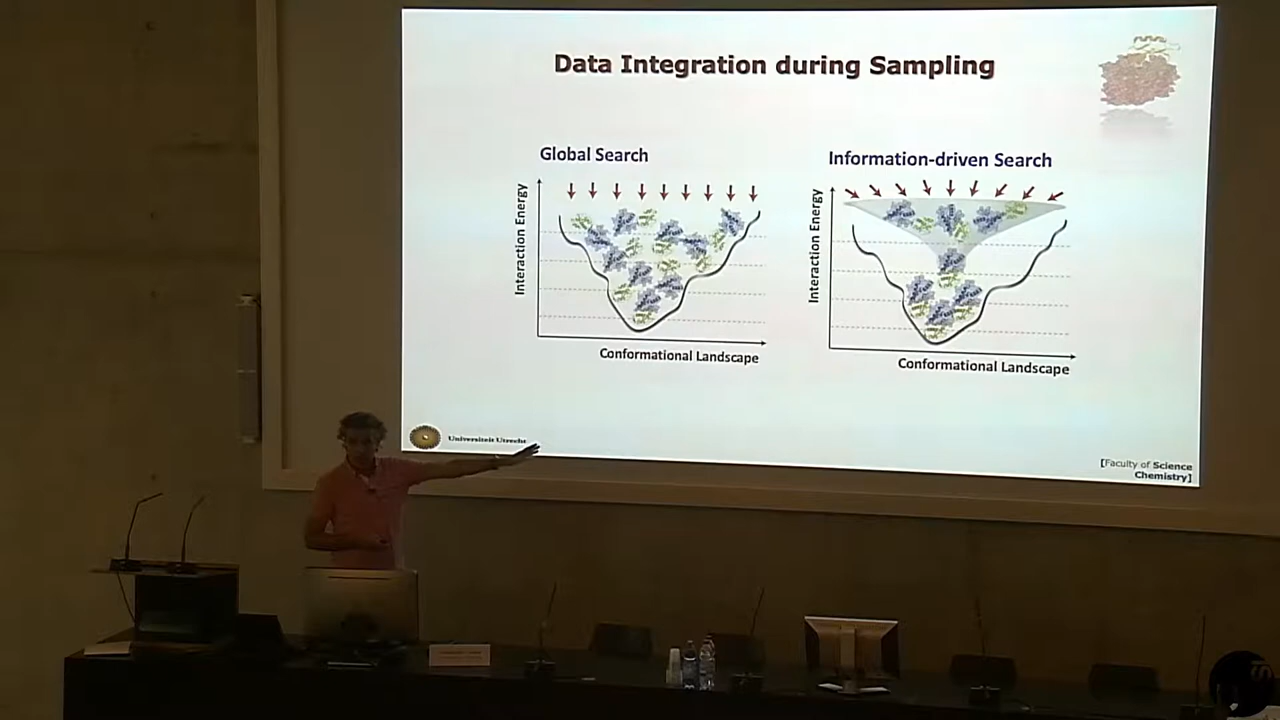 Data Integration during Sampling
Global Search
Information-driven Search
Interaction Energy
Interaction Energy
Conformational Landscape
Conformational Landscape
Universiteit Utrecht
[Faculty of Science
Chemistry]